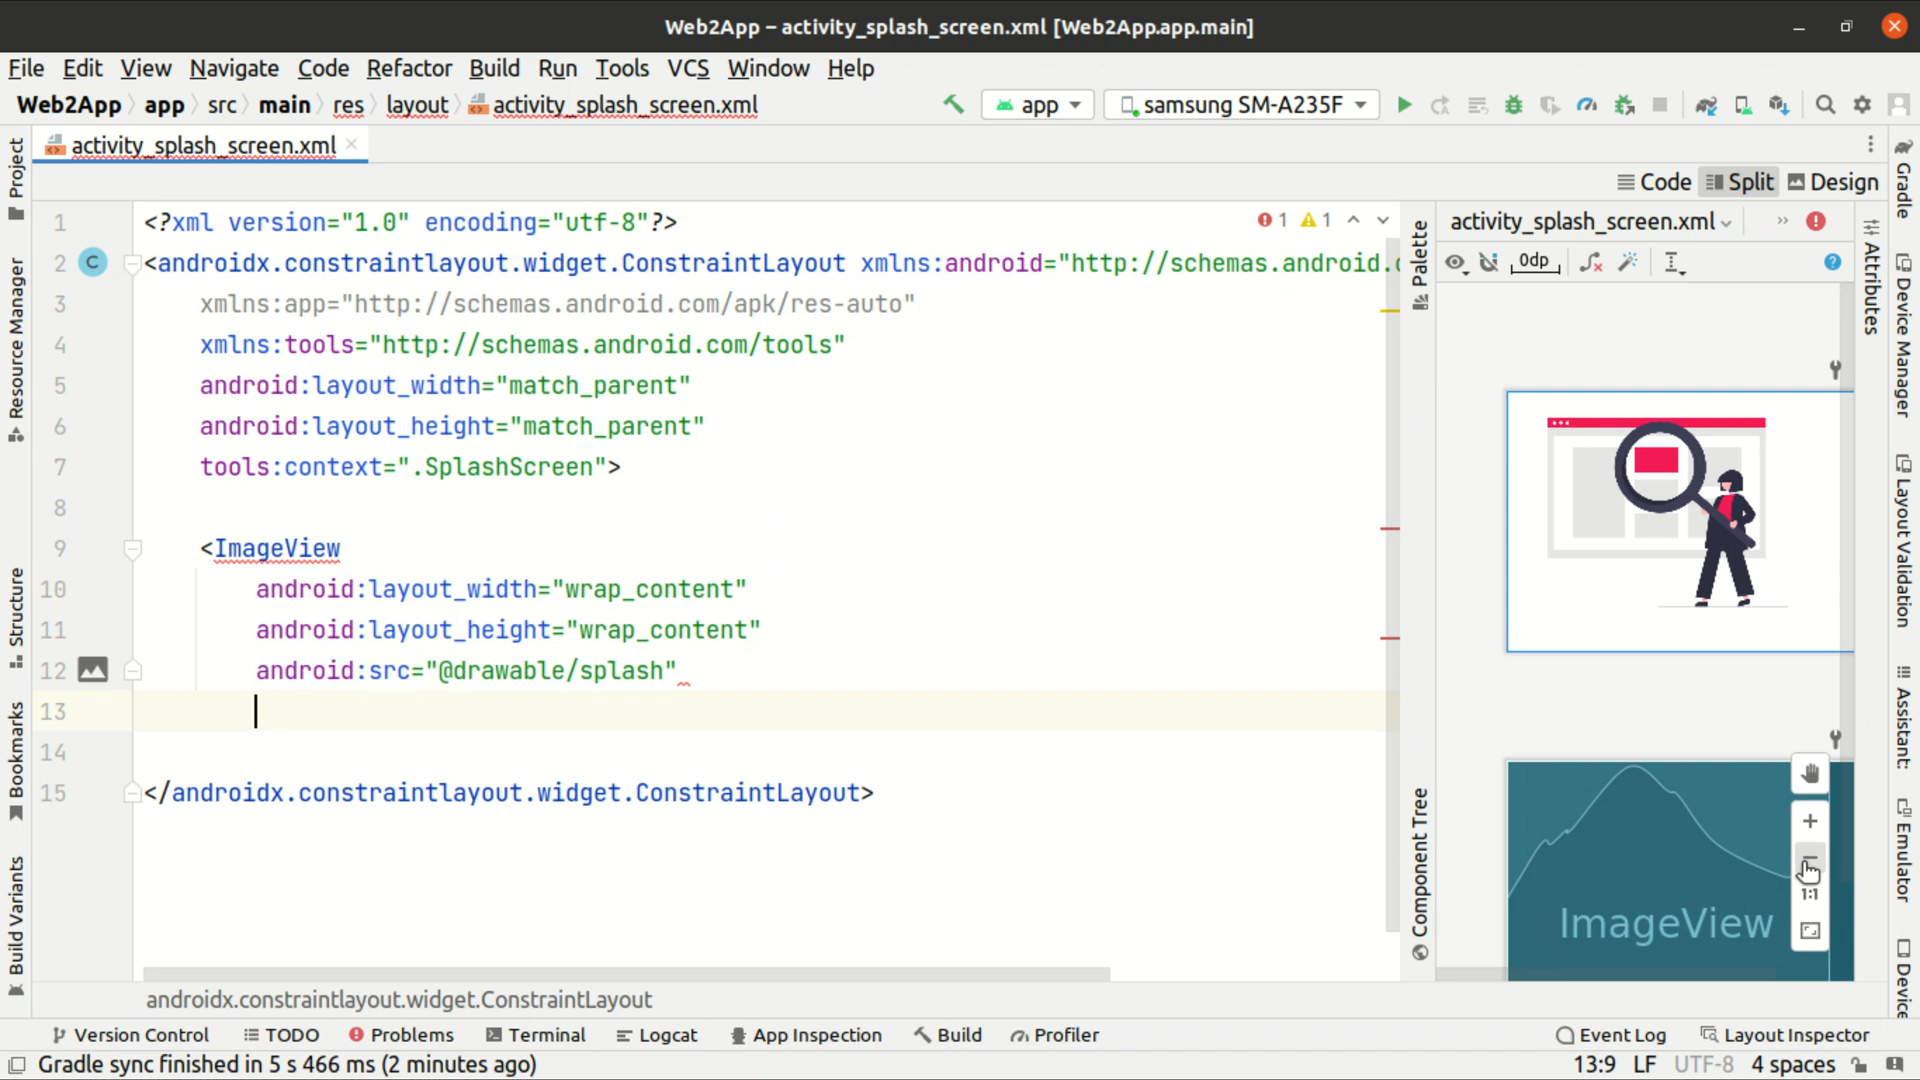 Web2App – activity_splash_screen.xml [Web2App.app.main]
File Edit View Navigate Code Refactor Build Run Tools VCS Window Help
Web2App app src main res layout activity_splash_screen.xml app samsung SM-A235F
activity_splash_screen.xml
Code Split Design
1 <?xml version="1.0" encoding="utf-8"?>
2 <androidx.constraintlayout.widget.ConstraintLayout xmlns:android="http://schemas.android.c
3 xmlns:app="http://schemas.android.com/apk/res-auto"
4 xmlns:tools="http://schemas.android.com/tools"
5 android:layout_width="match_parent"
6 android:layout_height="match_parent"
7 tools:context=".SplashScreen">
8
9 <ImageView
10 android:layout_width="wrap_content"
11 android:layout_height="wrap_content"
12 android:src="@drawable/splash"
13
14
15 </androidx.constraintlayout.widget.ConstraintLayout>
1 1
C
activity_splash_screen.xml
0dp
ImageView
1:1
androidx.constraintlayout.widget.ConstraintLayout
Project
Resource Manager
Structure
Bookmarks
Build Variants
Palette
Component Tree
Attributes
Gradle
Device Manager
Layout Validation
Assistant:
Emulator
Device
Version Control TODO Problems Terminal Logcat App Inspection Build Profiler Event Log Layout Inspector
Gradle sync finished in 5 s 466 ms (2 minutes ago) 13:9 LF UTF-8 4 spaces